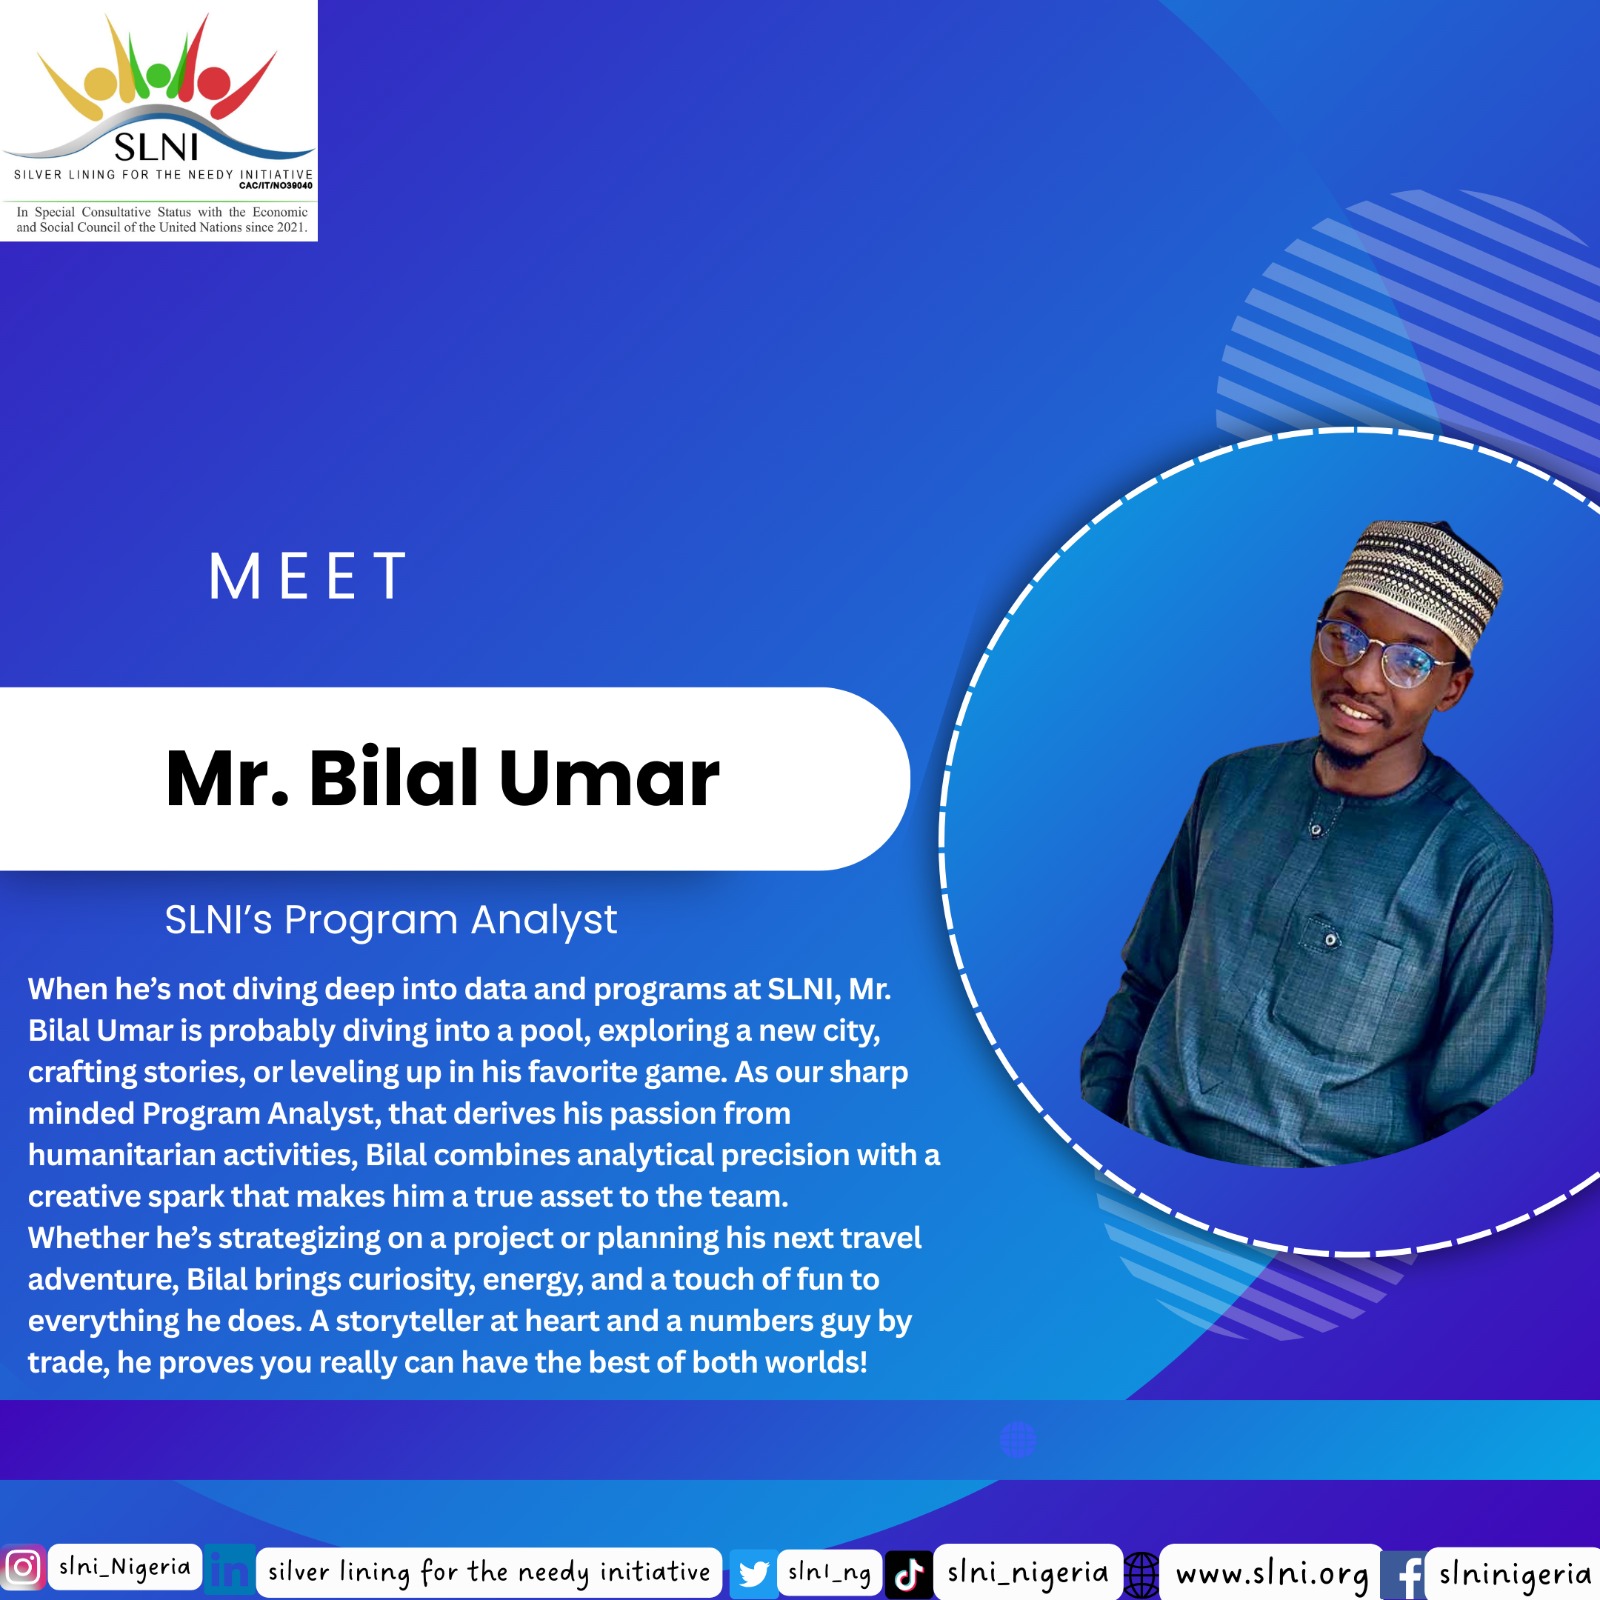 SLNI
SILVER LINING FOR THE NEEDY INITIATIVE
CAC/IT/NO39040
In Special Consultative Status with the Economic
and Social Council of the United Nations since 2021.
MEET
Mr. Bilal Umar
SLNI’s Program Analyst
When he’s not diving deep into data and programs at SLNI, Mr.
Bilal Umar is probably diving into a pool, exploring a new city,
crafting stories, or leveling up in his favorite game. As our sharp
minded Program Analyst, that derives his passion from
humanitarian activities, Bilal combines analytical precision with a
creative spark that makes him a true asset to the team.
Whether he’s strategizing on a project or planning his next travel
adventure, Bilal brings curiosity, energy, and a touch of fun to
everything he does. A storyteller at heart and a numbers guy by
trade, he proves you really can have the best of both worlds!
slni_Nigeria
in
silver lining for the needy initiative
slnI_ng
slni_nigeria
www.slni.org
f
slninigeria